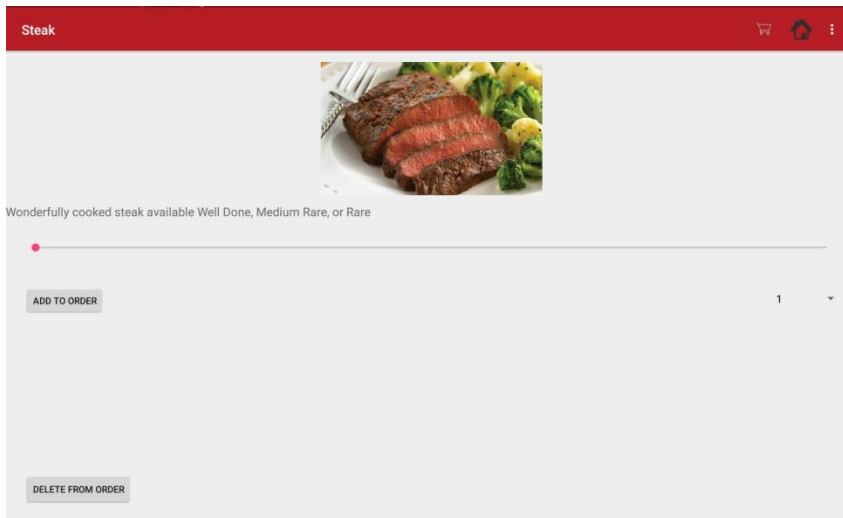 Steak
Wonderfully cooked steak available Well Done, Medium Rare, or Rare
ADD TO ORDER
1
DELETE FROM ORDER